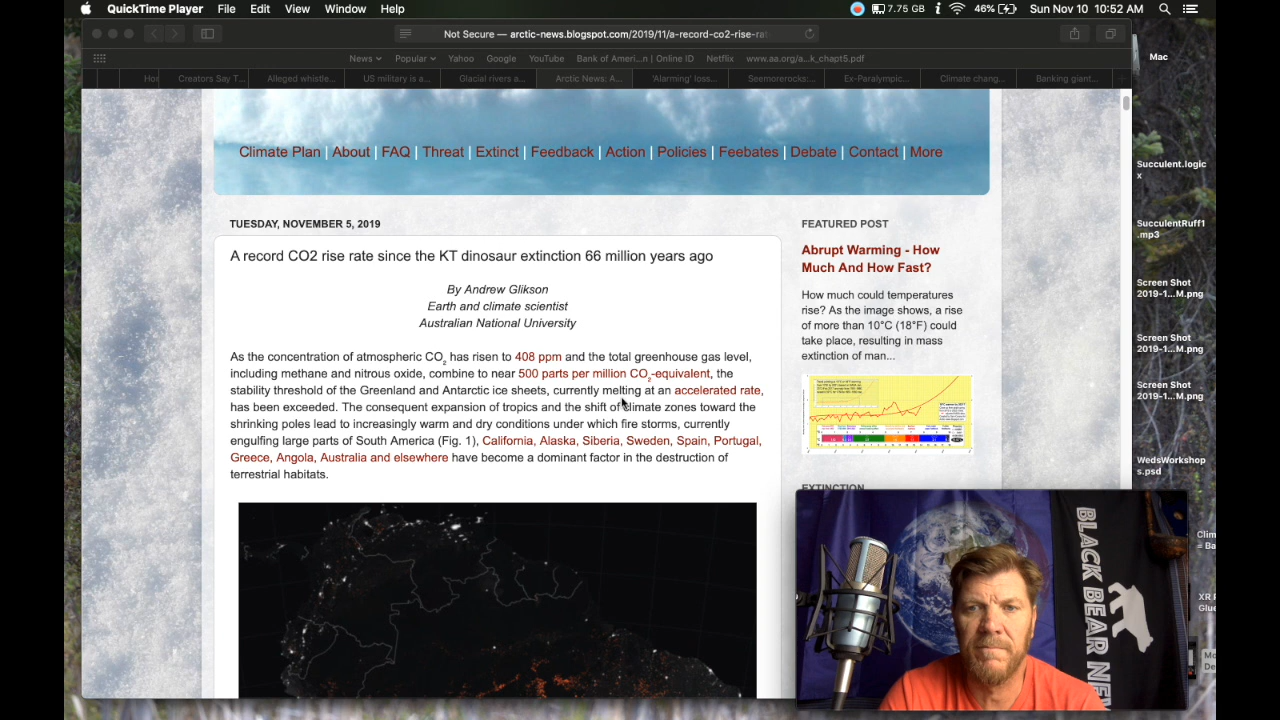 QuickTime Player File Edit View Window Help 7.75 GB 46% Sun Nov 10 10:52 AM
Mac
Not Secure — arctic-news.blogspot.com/2019/11/a-record-co2-rise-rat
News Popular Yahoo Google YouTube Bank of Ameri...n | Online ID Netflix www.aa.org/a...k_chapt5.pdf
Hor Creators Say T... Alleged whistle... US military is a... Glacial rivers a... Arctic News: A... 'Alarming' loss... Seemorerocks:... Ex-Paralympic... Climate chang... Banking giant...
Climate Plan | About | FAQ | Threat | Extinct | Feedback | Action | Policies | Feebates | Debate | Contact | More
TUESDAY, NOVEMBER 5, 2019
A record CO2 rise rate since the KT dinosaur extinction 66 million years ago
By Andrew Glikson
Earth and climate scientist
Australian National University
As the concentration of atmospheric CO2 has risen to 408 ppm and the total greenhouse gas level,
including methane and nitrous oxide, combine to near 500 parts per million CO2-equivalent, the
stability threshold of the Greenland and Antarctic ice sheets, currently melting at an accelerated rate,
has been exceeded. The consequent expansion of tropics and the shift of climate zones toward the
shrinking poles lead to increasingly warm and dry conditions under which fire storms, currently
engulfing large parts of South America (Fig. 1), California, Alaska, Siberia, Sweden, Spain, Portugal,
Greece, Angola, Australia and elsewhere have become a dominant factor in the destruction of
terrestrial habitats.
FEATURED POST
Abrupt Warming - How
Much And How Fast?
How much could temperatures
rise? As the image shows, a rise
of more than 10°C (18°F) could
take place, resulting in mass
extinction of man...
EXTINCTION
Succulent.logic
x
SucculentRuff1
.mp3
Screen Shot
2019-1...M.png
Screen Shot
2019-1...M.png
Screen Shot
2019-1...M.png
WedsWorkshop
s.psd
Clim
= Ba
XR R
Glue
Mo
De
BLACK BEAR NEW